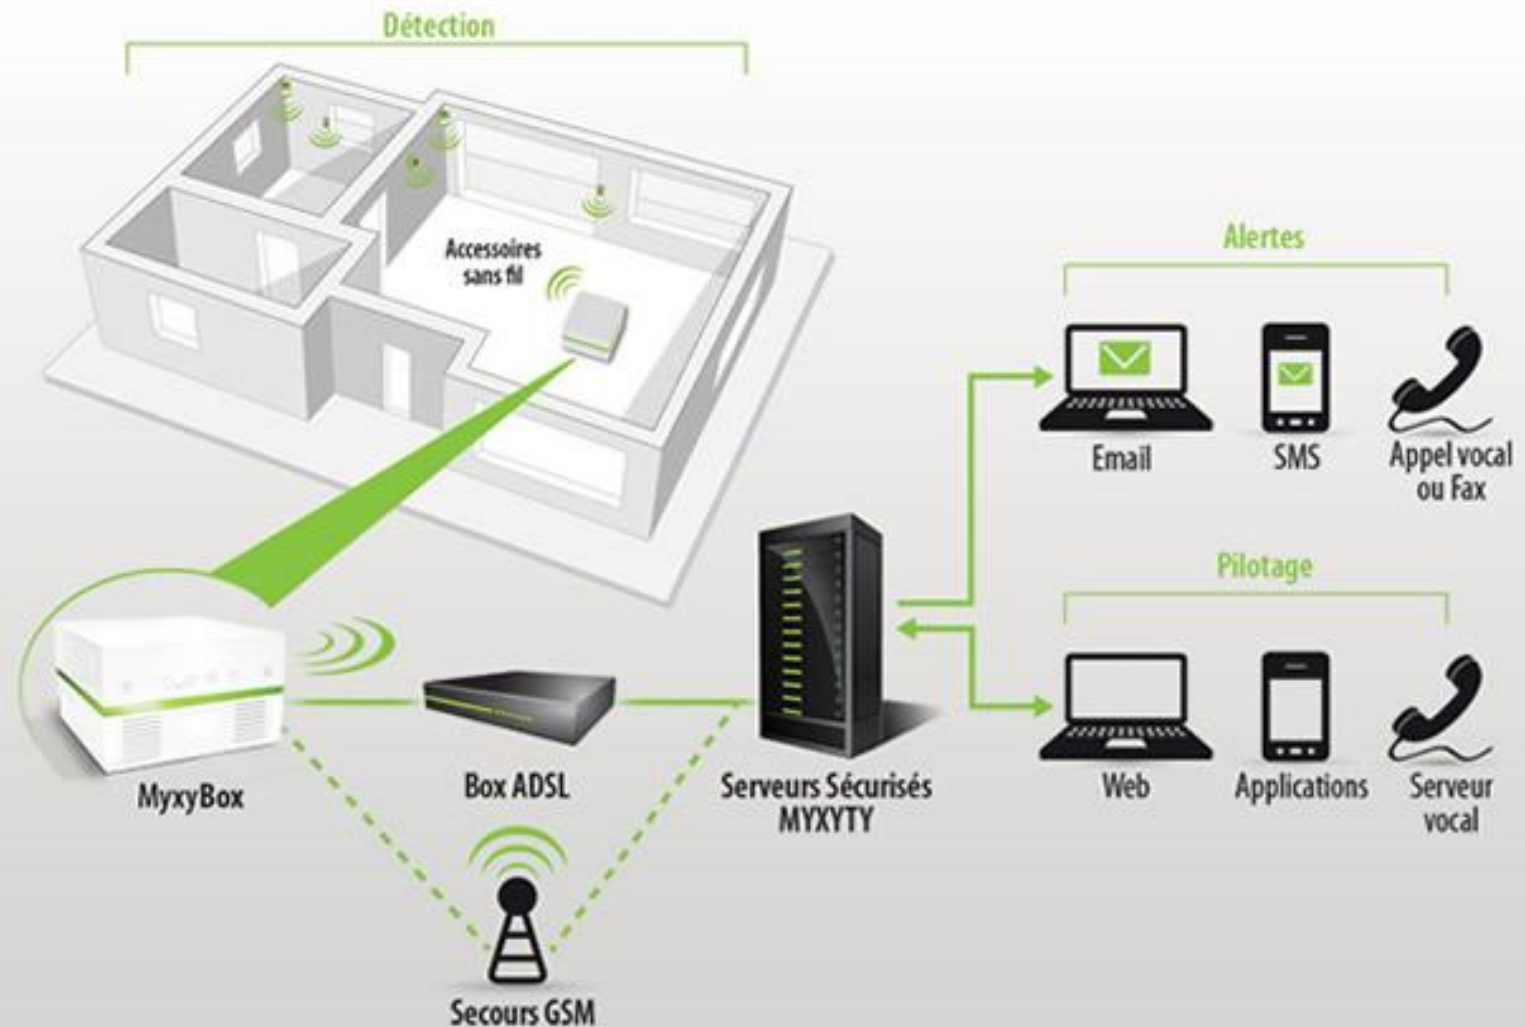 Détection
Accessoires
sans fil
Alertes
Email
SMS
Appel vocal
ou Fax
Pilotage
Web
Applications
Serveur
vocal
MyxyBox
Box ADSL
Serveurs Sécurisés
MYXYTY
Secours GSM